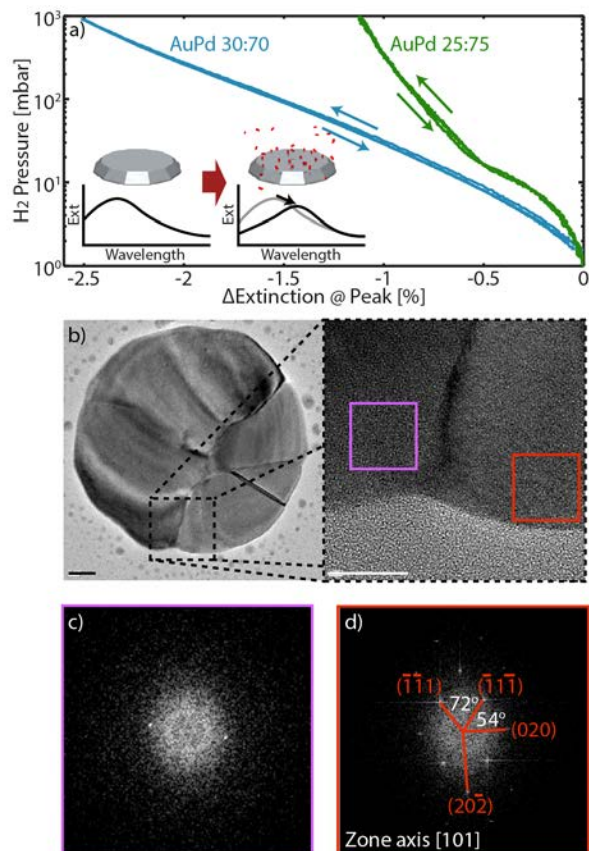 a)
AuPd 30:70
AuPd 25:75
H2 Pressure [mbar]
10³
10²
10¹
10⁰
Ext
Wavelength
Ext
Wavelength
-2.5
-2
-1.5
-1
-0.5
0
ΔExtinction @ Peak [%]
b)
c)
d)
(1̄1̄1)
72°
(1̄11̄)
54°
(020)
(202̄)
Zone axis [101]